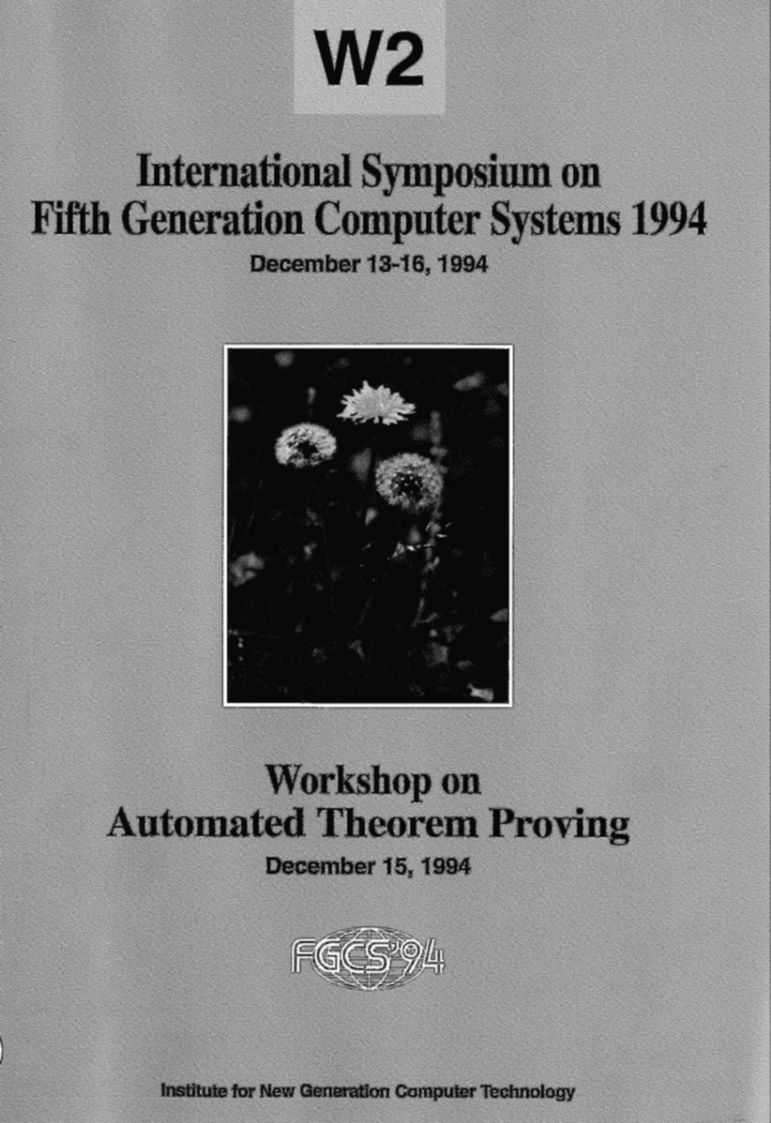 W2
International Symposium on
Fifth Generation Computer Systems 1994
December 13-16, 1994
Workshop on
Automated Theorem Proving
December 15, 1994
FGCS'94
Institute for New Generation Computer Technology